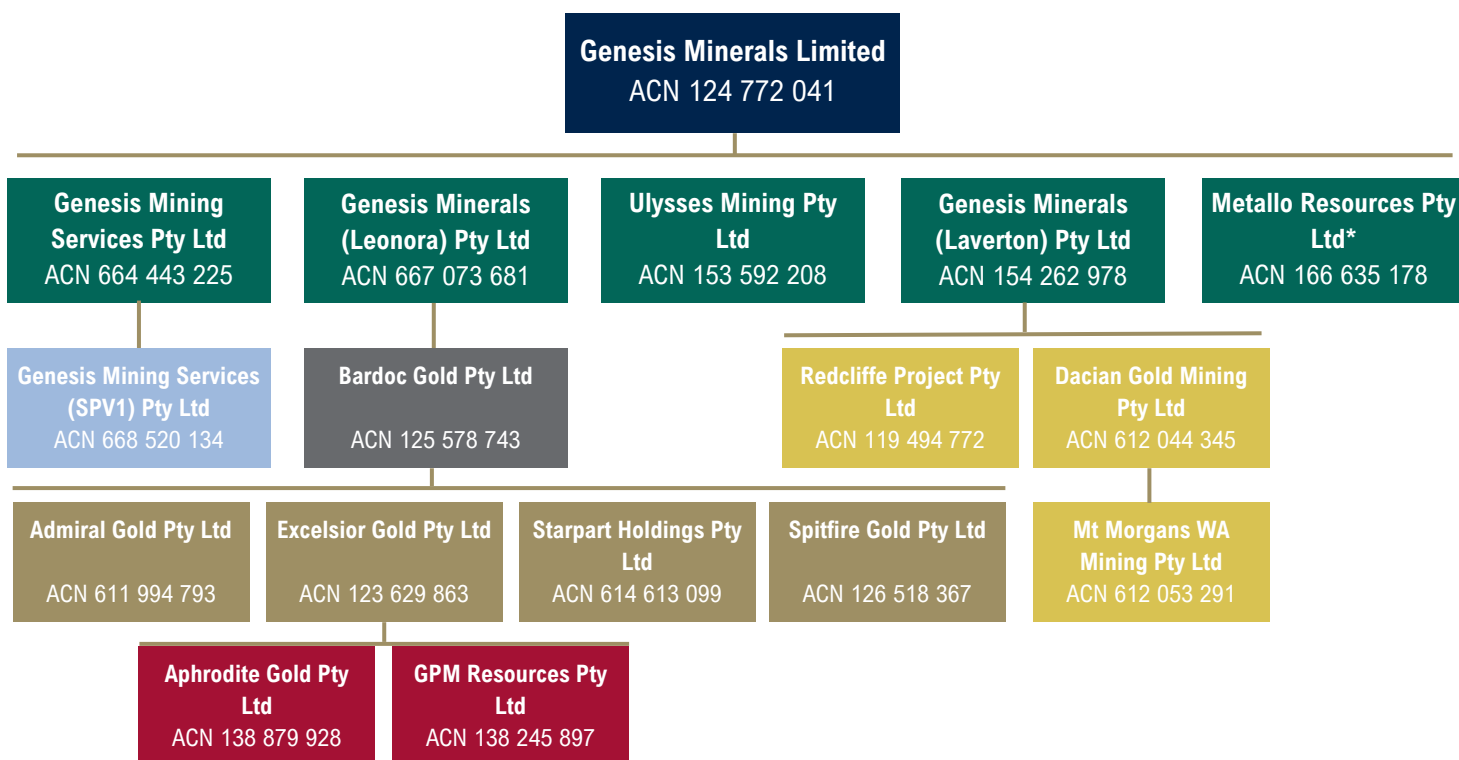 Genesis Minerals Limited
ACN 124 772 041
Genesis Mining
Services Pty Ltd
ACN 664 443 225
Genesis Minerals
(Leonora) Pty Ltd
ACN 667 073 681
Ulysses Mining Pty
Ltd
ACN 153 592 208
Genesis Minerals
(Laverton) Pty Ltd
ACN 154 262 978
Metallo Resources Pty
Ltd*
ACN 166 635 178
Genesis Mining Services
(SPV1) Pty Ltd
ACN 668 520 134
Bardoc Gold Pty Ltd
ACN 125 578 743
Redcliffe Project Pty
Ltd
ACN 119 494 772
Dacian Gold Mining
Pty Ltd
ACN 612 044 345
Admiral Gold Pty Ltd
ACN 611 994 793
Excelsior Gold Pty Ltd
ACN 123 629 863
Starpart Holdings Pty
Ltd
ACN 614 613 099
Spitfire Gold Pty Ltd
ACN 126 518 367
Mt Morgans WA
Mining Pty Ltd
ACN 612 053 291
Aphrodite Gold Pty
Ltd
ACN 138 879 928
GPM Resources Pty
Ltd
ACN 138 245 897